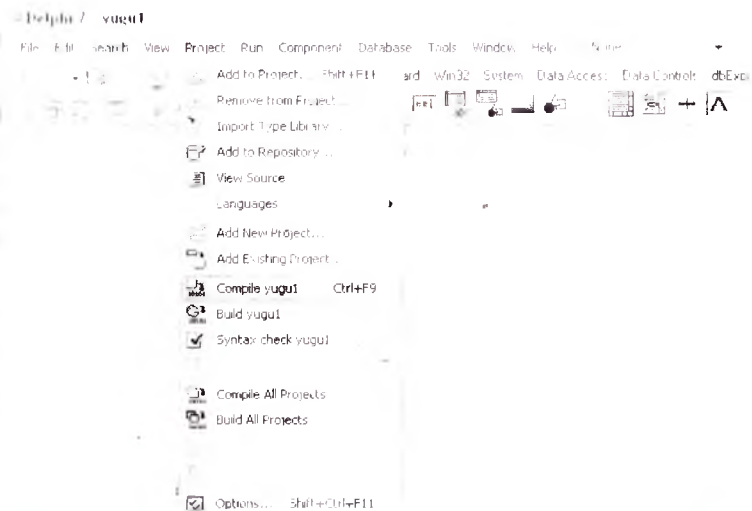 Delphi 7 yugu1
File Edit Search View Project Run Component Database Tools Window Help
Add to Project... Shift+F11
ard Win32 System Data Access Data Controls dbExp
Remove from Project...
Import Type Library...
Add to Repository...
View Source
Languages
Add New Project...
Add Existing Project...
Compile yugu1 Ctrl+F9
Build yugu1
Syntax check yugu1
Compile All Projects
Build All Projects
Options... Shift+Ctrl+F11